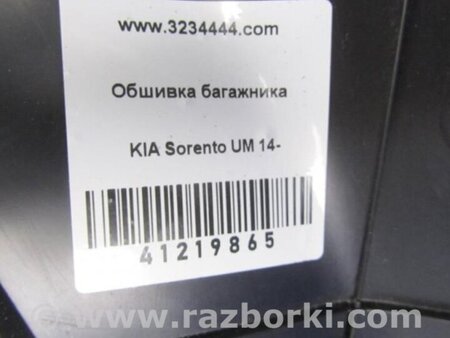 www.3234444.com
Обшивка багажника
KIA Sorento UM 14-
41219865
© - www.razborki.com